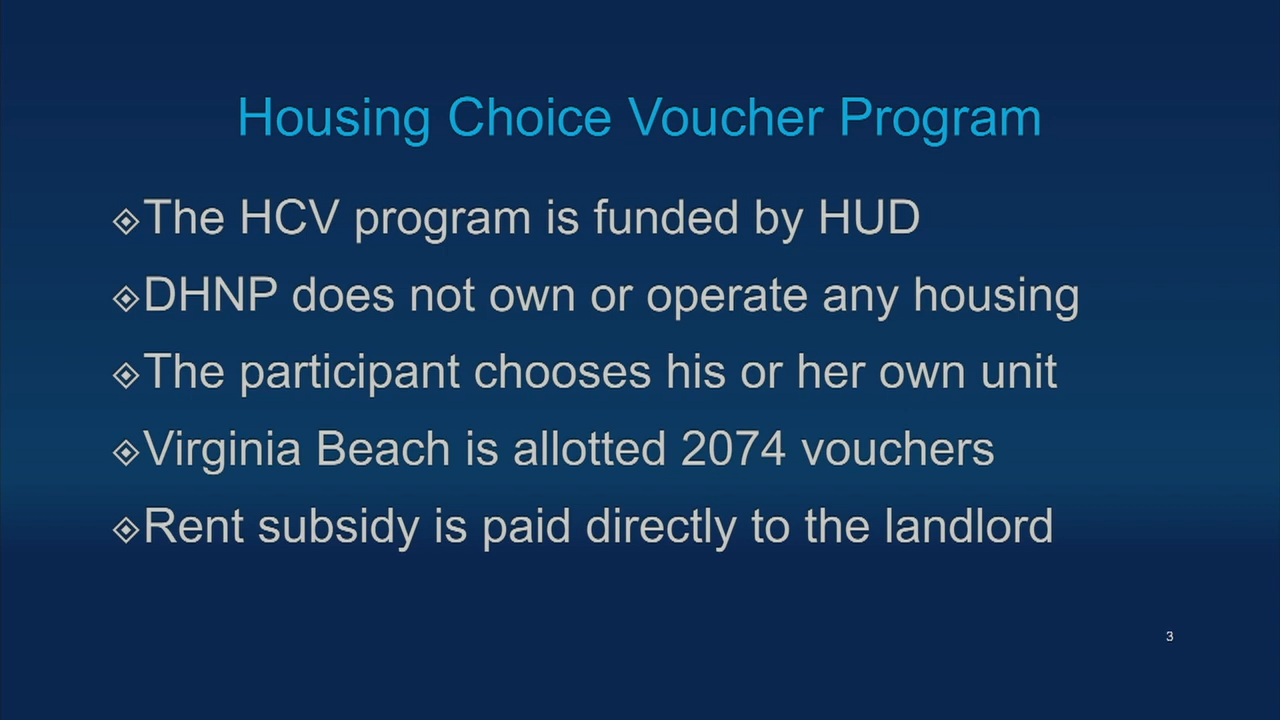 Housing Choice Voucher Program
The HCV program is funded by HUD
DHNP does not own or operate any housing
The participant chooses his or her own unit
Virginia Beach is allotted 2074 vouchers
Rent subsidy is paid directly to the landlord
3